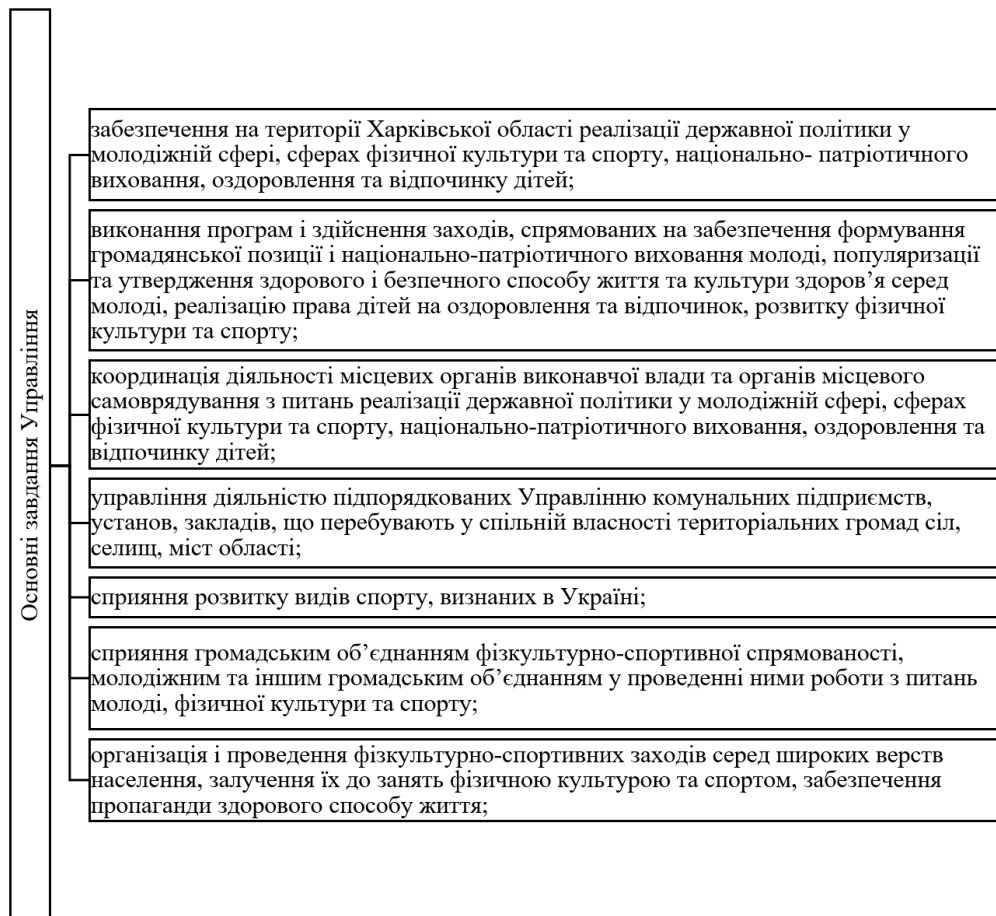 Основні завдання Управління
забезпечення на території Харківської області реалізації державної політики у
молодіжній сфері, сферах фізичної культури та спорту, національно- патріотичного
виховання, оздоровлення та відпочинку дітей;
виконання програм і здійснення заходів, спрямованих на забезпечення формування
громадянської позиції і національно-патріотичного виховання молоді, популяризації
та утвердження здорового і безпечного способу життя та культури здоров’я серед
молоді, реалізацію права дітей на оздоровлення та відпочинок, розвитку фізичної
культури та спорту;
координація діяльності місцевих органів виконавчої влади та органів місцевого
самоврядування з питань реалізації державної політики у молодіжній сфері, сферах
фізичної культури та спорту, національно-патріотичного виховання, оздоровлення та
відпочинку дітей;
управління діяльністю підпорядкованих Управлінню комунальних підприємств,
установ, закладів, що перебувають у спільній власності територіальних громад сіл,
селищ, міст області;
сприяння розвитку видів спорту, визнаних в Україні;
сприяння громадським об’єднанням фізкультурно-спортивної спрямованості,
молодіжним та іншим громадським об’єднанням у проведенні ними роботи з питань
молоді, фізичної культури та спорту;
організація і проведення фізкультурно-спортивних заходів серед широких верств
населення, залучення їх до занять фізичною культурою та спортом, забезпечення
пропаганди здорового способу життя;